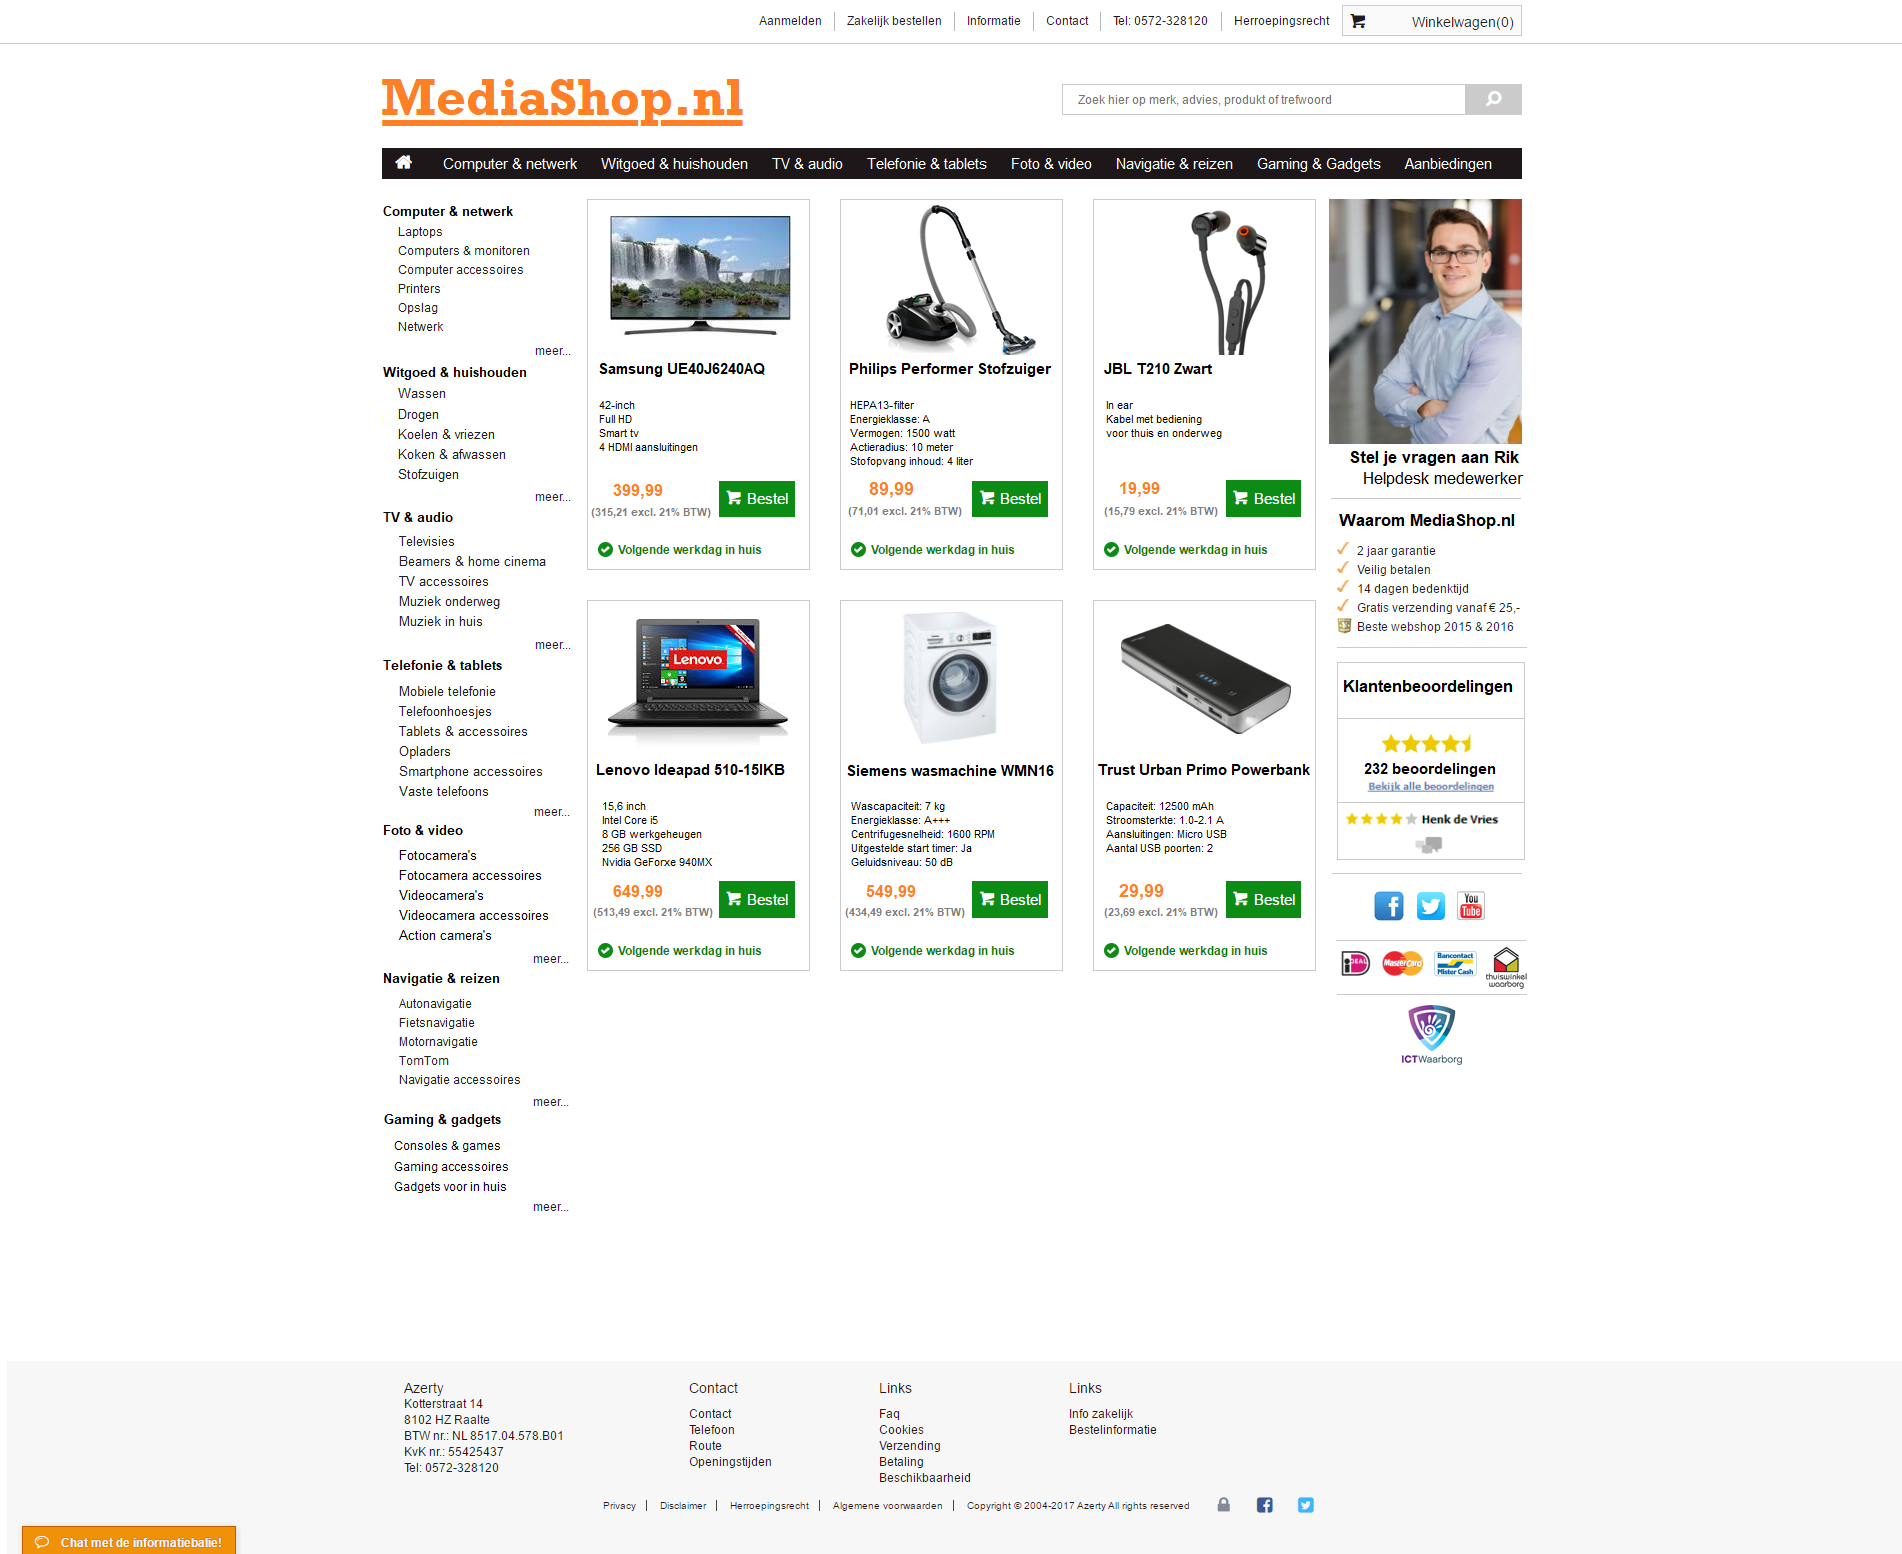 Aanmelden
Zakelijk bestellen
Informatie
Contact
Tel: 0572-328120
Herroepingsrecht
Winkelwagen(0)
MediaShop.nl
Zoek hier op merk, advies, produkt of trefwoord
Computer & netwerk
Witgoed & huishouden
TV & audio
Telefonie & tablets
Foto & video
Navigatie & reizen
Gaming & Gadgets
Aanbiedingen
Computer & netwerk
Laptops
Computers & monitoren
Computer accessoires
Printers
Opslag
Netwerk
meer...
Witgoed & huishouden
Wassen
Drogen
Koelen & vriezen
Koken & afwassen
Stofzuigen
meer...
TV & audio
Televisies
Beamers & home cinema
TV accessoires
Muziek onderweg
Muziek in huis
meer...
Telefonie & tablets
Mobiele telefonie
Telefoonhoesjes
Tablets & accessoires
Opladers
Smartphone accessoires
Vaste telefoons
meer...
Foto & video
Fotocamera's
Fotocamera accessoires
Videocamera's
Videocamera accessoires
Action camera's
meer...
Navigatie & reizen
Autonavigatie
Fietsnavigatie
Motornavigatie
TomTom
Navigatie accessoires
meer...
Gaming & gadgets
Consoles & games
Gaming accessoires
Gadgets voor in huis
meer...
Samsung UE40J6240AQ
42-inch
Full HD
Smart tv
4 HDMI aansluitingen
399,99
(315,21 excl. 21% BTW)
Bestel
Volgende werkdag in huis
Philips Performer Stofzuiger
HEPA13-filter
Energieklasse: A
Vermogen: 1500 watt
Actieradius: 10 meter
Stofopvang inhoud: 4 liter
89,99
(71,01 excl. 21% BTW)
Bestel
Volgende werkdag in huis
JBL T210 Zwart
In ear
Kabel met bediening
voor thuis en onderweg
19,99
(15,79 excl. 21% BTW)
Bestel
Volgende werkdag in huis
Lenovo
Lenovo Ideapad 510-15IKB
15,6 inch
Intel Core i5
8 GB werkgeheugen
256 GB SSD
Nvidia GeForxe 940MX
649,99
(513,49 excl. 21% BTW)
Bestel
Volgende werkdag in huis
Siemens wasmachine WMN16
Wascapaciteit: 7 kg
Energieklasse: A+++
Centrifugesnelheid: 1600 RPM
Uitgestelde start timer: Ja
Geluidsniveau: 50 dB
549,99
(434,49 excl. 21% BTW)
Bestel
Volgende werkdag in huis
Trust Urban Primo Powerbank
Capaciteit: 12500 mAh
Stroomsterkte: 1.0-2.1 A
Aansluitingen: Micro USB
Aantal USB poorten: 2
29,99
(23,69 excl. 21% BTW)
Bestel
Volgende werkdag in huis
Stel je vragen aan Rik
Helpdesk medewerker
Waarom MediaShop.nl
2 jaar garantie
Veilig betalen
14 dagen bedenktijd
Gratis verzending vanaf € 25,-
Beste webshop 2015 & 2016
Klantenbeoordelingen
232 beoordelingen
Bekijk alle beoordelingen
Henk de Vries
You
Tube
iDEAL
MasterCard
Bancontact
Mister Cash
thuiswinkel
waarborg
ICTWaarborg
Azerty
Kotterstraat 14
8102 HZ Raalte
BTW nr.: NL 8517.04.578.B01
KvK nr.: 55425437
Tel: 0572-328120
Contact
Contact
Telefoon
Route
Openingstijden
Links
Faq
Cookies
Verzending
Betaling
Beschikbaarheid
Links
Info zakelijk
Bestelinformatie
Privacy
Disclaimer
Herroepingsrecht
Algemene voorwaarden
Copyright © 2004-2017 Azerty All rights reserved
Chat met de informatiebalie!